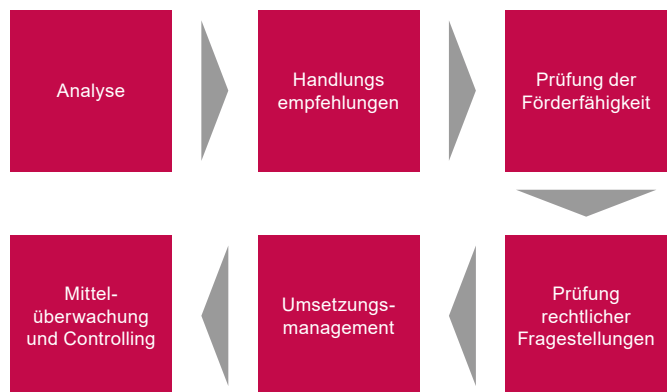 Analyse
Handlungs
empfehlungen
Prüfung der
Förderfähigkeit
Prüfung
rechtlicher
Fragestellungen
Umsetzungs-
management
Mittel-
überwachung
und Controlling